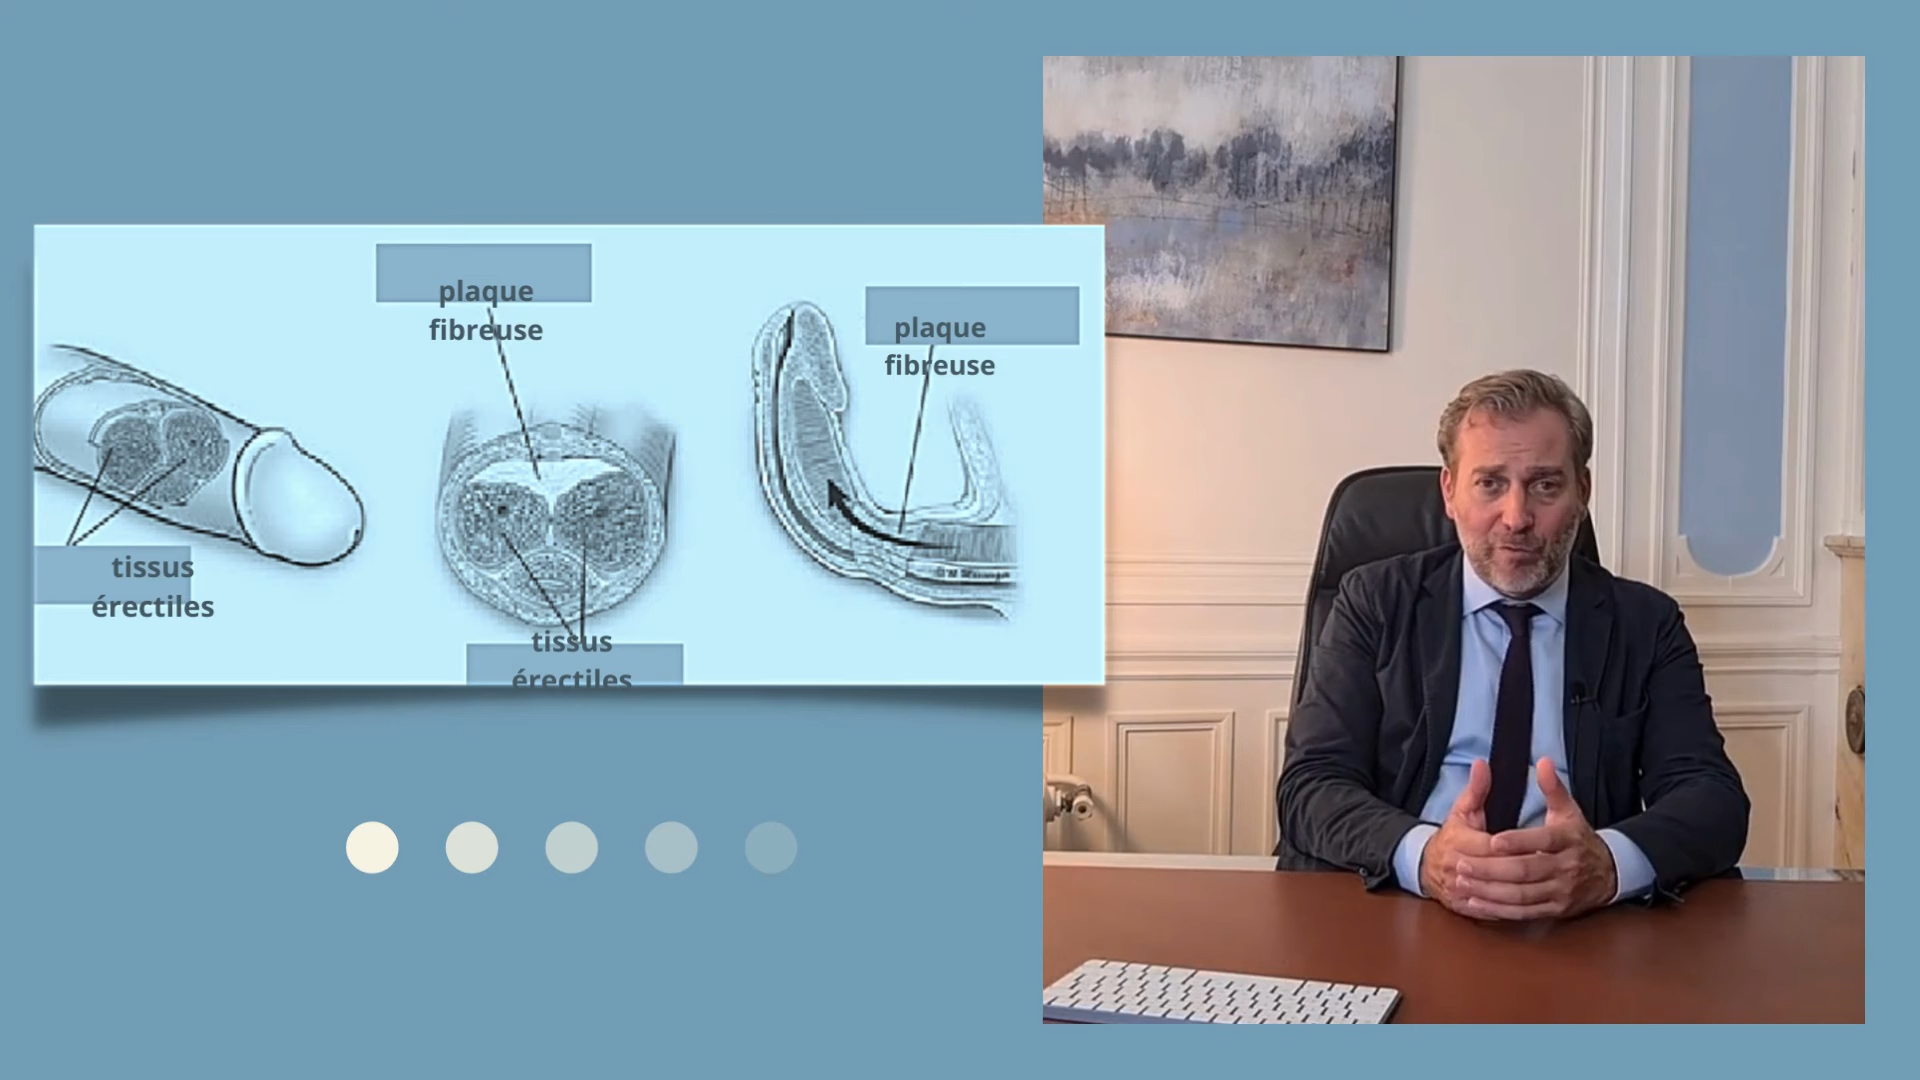 plaque
fibreuse
plaque
fibreuse
tissus
érectiles
tissus
érectiles